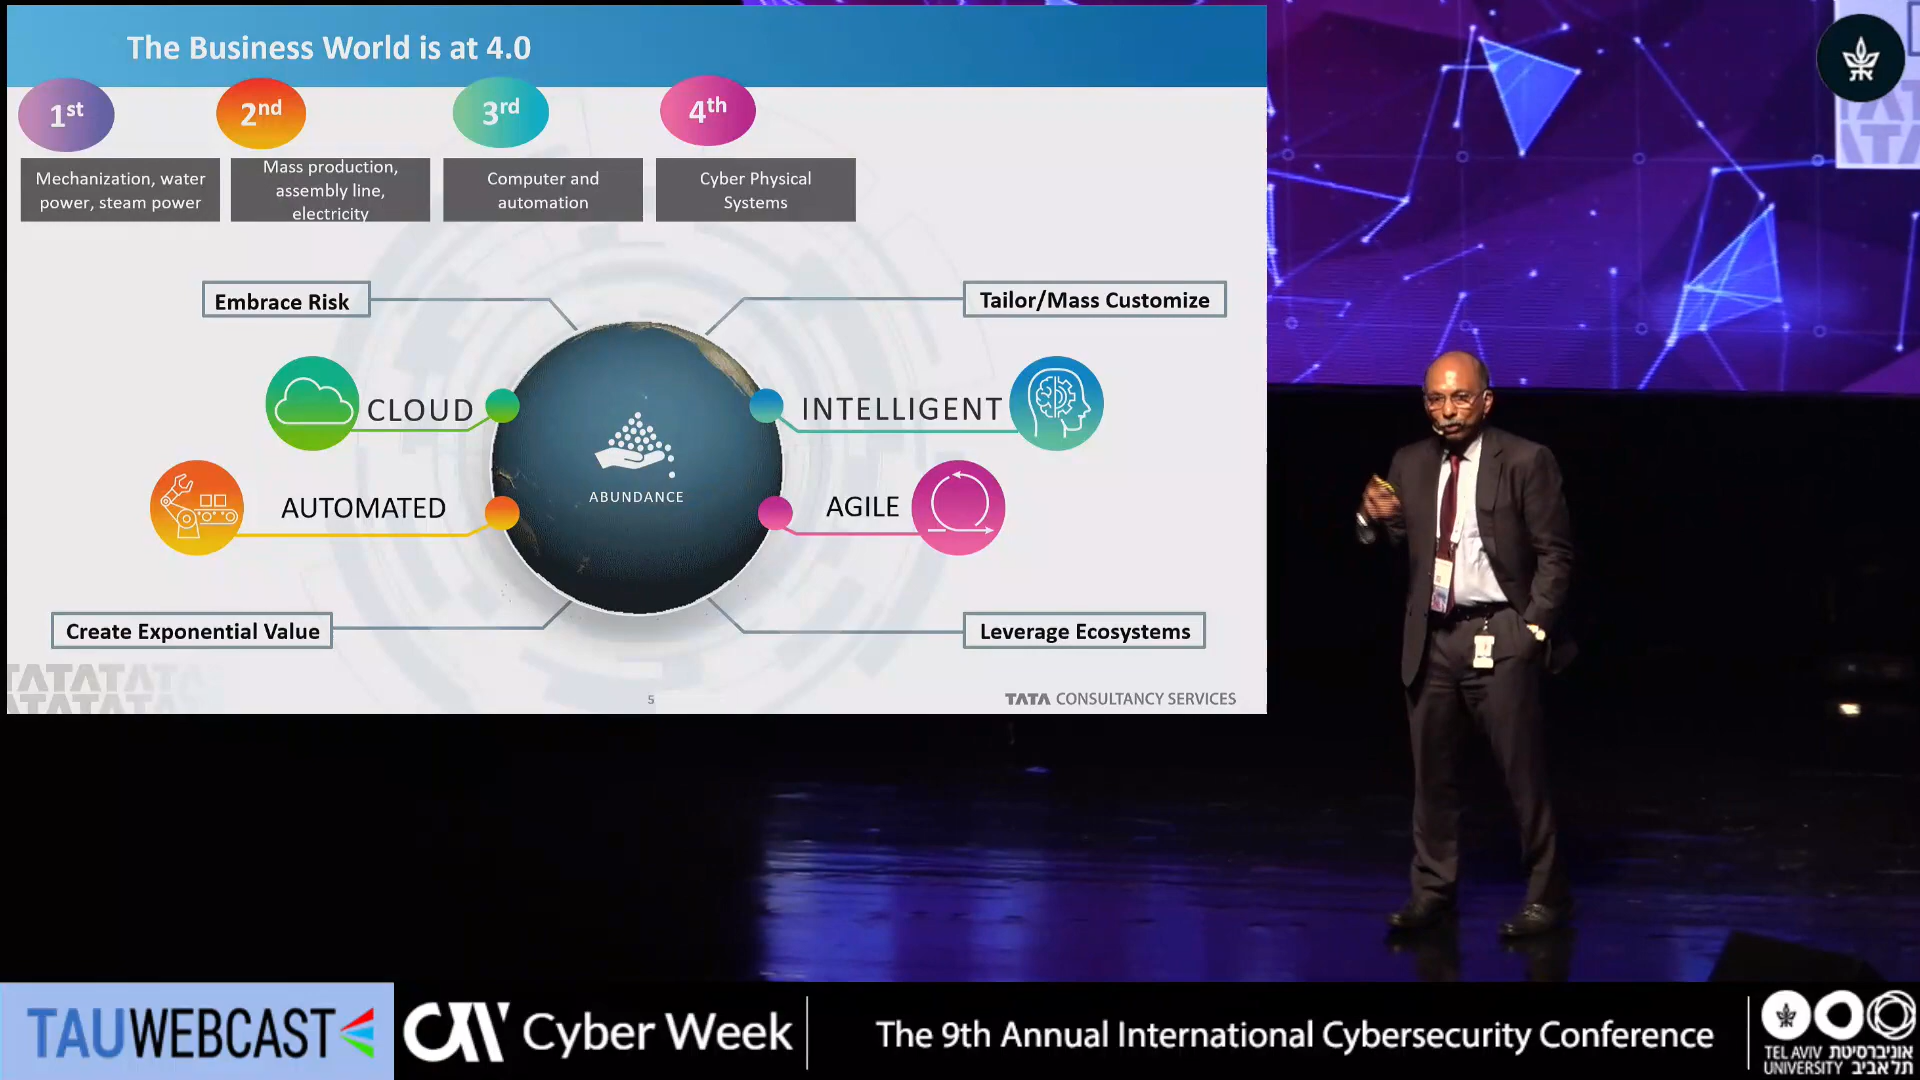 The Business World is at 4.0
1st
2nd
3rd
4th
Mechanization, water
power, steam power
Mass production,
assembly line,
electricity
Computer and
automation
Cyber Physical
Systems
Embrace Risk
Tailor/Mass Customize
CLOUD
INTELLIGENT
ABUNDANCE
AUTOMATED
AGILE
Create Exponential Value
Leverage Ecosystems
5
TATA CONSULTANCY SERVICES
TAUWEBCAST
Cyber Week
The 9th Annual International Cybersecurity Conference
TEL AVIV UNIVERSITY
אוניברסיטת תל אביב